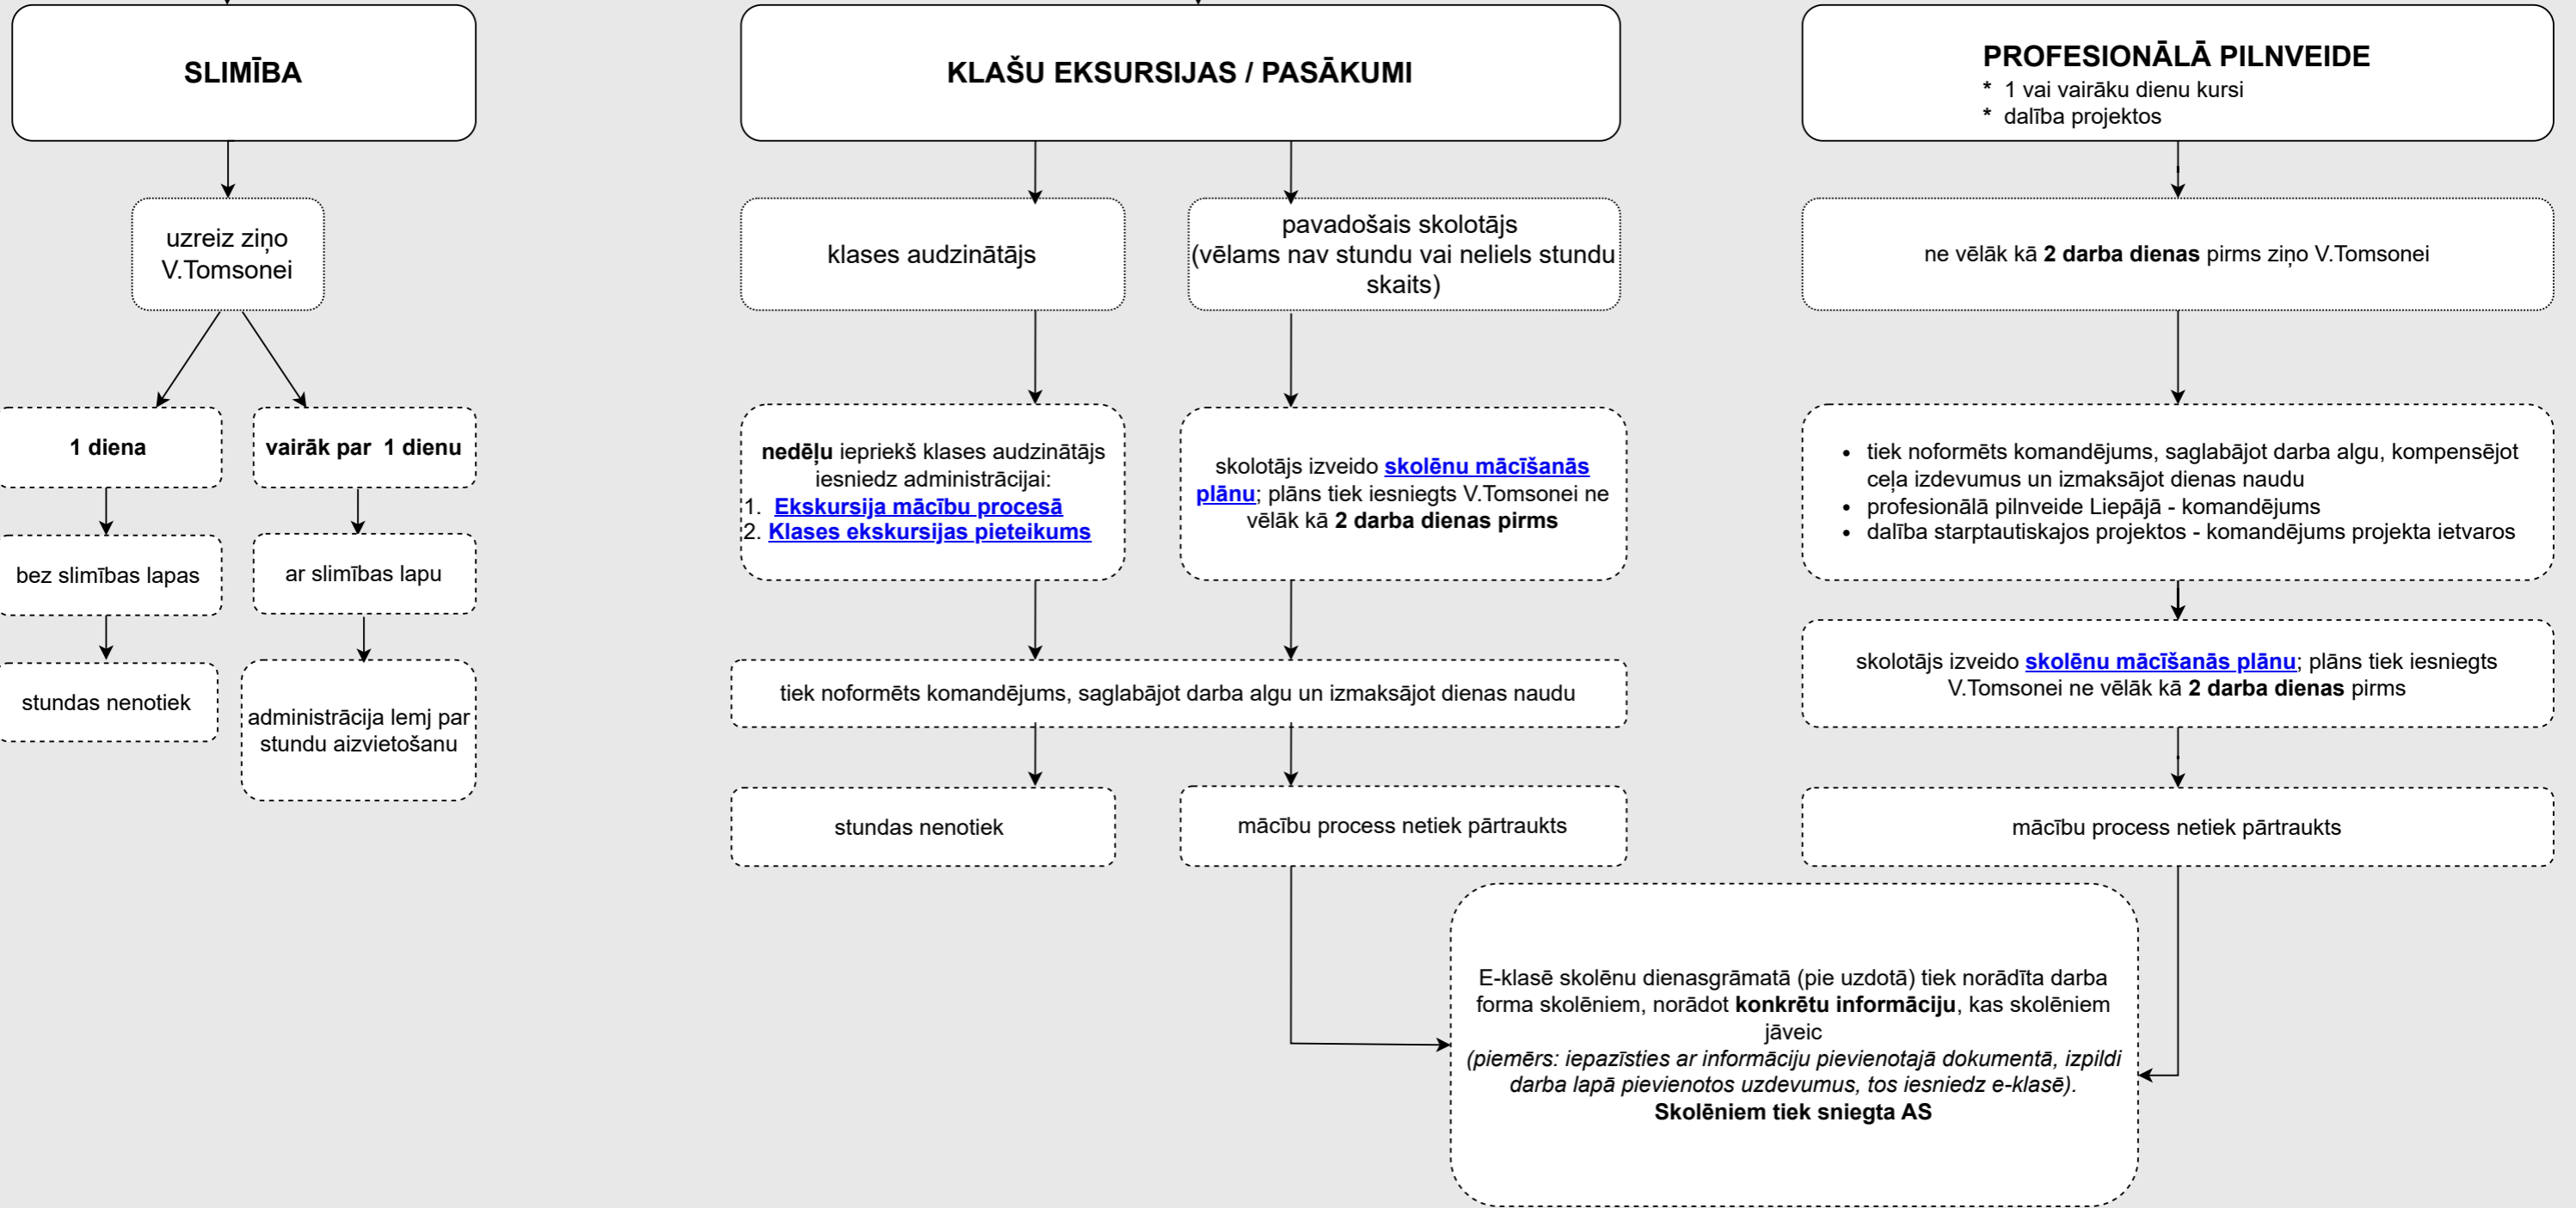 SLIMĪBA
uzreiz ziņo
V.Tomsonei
1 diena
vairāk par  1 dienu
bez slimības lapas
ar slimības lapu
stundas nenotiek
administrācija lemj par
stundu aizvietošanu
KLAŠU EKSURSIJAS / PASĀKUMI
klases audzinātājs
pavadošais skolotājs
(vēlams nav stundu vai neliels stundu
skaits)
nedēļu iepriekš klases audzinātājs
iesniedz administrācijai:
1. Ekskursija mācību procesā
2. Klases ekskursijas pieteikums
skolotājs izveido skolēnu mācīšanās
plānu; plāns tiek iesniegts V.Tomsonei ne
vēlāk kā 2 darba dienas pirms
tiek noformēts komandējums, saglabājot darba algu un izmaksājot dienas naudu
stundas nenotiek
mācību process netiek pārtraukts
PROFESIONĀLĀ PILNVEIDE
* 1 vai vairāku dienu kursi
* dalība projektos
ne vēlāk kā 2 darba dienas pirms ziņo V.Tomsonei
• tiek noformēts komandējums, saglabājot darba algu, kompensējot
ceļa izdevumus un izmaksājot dienas naudu
• profesionālā pilnveide Liepājā - komandējums
• dalība starptautiskajos projektos - komandējums projekta ietvaros
skolotājs izveido skolēnu mācīšanās plānu; plāns tiek iesniegts
V.Tomsonei ne vēlāk kā 2 darba dienas pirms
mācību process netiek pārtraukts
E-klasē skolēnu dienasgrāmatā (pie uzdotā) tiek norādīta darba
forma skolēniem, norādot konkrētu informāciju, kas skolēniem
jāveic
(piemērs: iepazīsties ar informāciju pievienotajā dokumentā, izpildi
darba lapā pievienotos uzdevumus, tos iesniedz e-klasē).
Skolēniem tiek sniegta AS